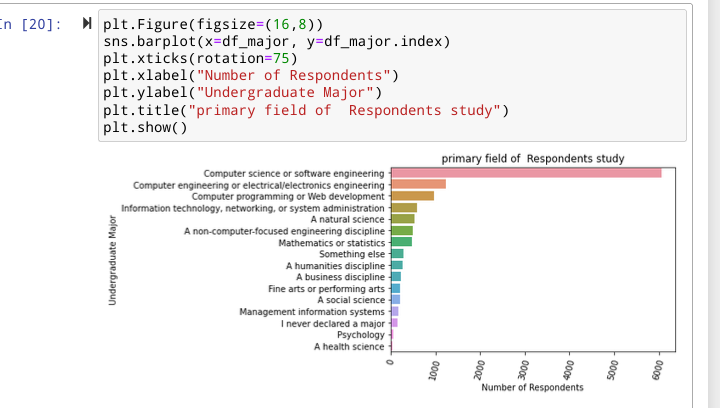 In [20]:
plt.Figure(figsize=(16,8))
sns.barplot(x=df_major, y=df_major.index)
plt.xticks(rotation=75)
plt.xlabel("Number of Respondents")
plt.ylabel("Undergraduate Major")
plt.title("primary field of  Respondents study")
plt.show()
primary field of  Respondents study
Undergraduate Major
Computer science or software engineering
Computer engineering or electrical/electronics engineering
Computer programming or Web development
Information technology, networking, or system administration
A natural science
A non-computer-focused engineering discipline
Mathematics or statistics
Something else
A humanities discipline
A business discipline
Fine arts or performing arts
A social science
Management information systems
I never declared a major
Psychology
A health science
0 1000 2000 3000 4000 5000 6000
Number of Respondents